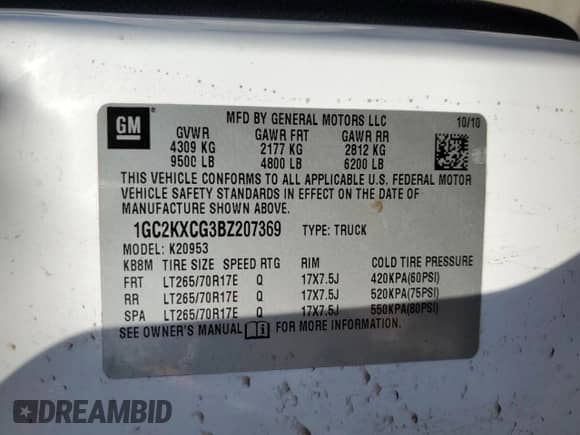 GM
®
MFD BY GENERAL MOTORS LLC 10/10
GVWR GAWR FRT GAWR RR
4309 KG 2177 KG 2812 KG
9500 LB 4800 LB 6200 LB
THIS VEHICLE CONFORMS TO ALL APPLICABLE U.S. FEDERAL MOTOR
VEHICLE SAFETY STANDARDS IN EFFECT ON THE DATE OF
MANUFACTURE SHOWN ABOVE.
1GC2KXCG3BZ207369 TYPE: TRUCK
MODEL: K20953
KB8M TIRE SIZE SPEED RTG RIM COLD TIRE PRESSURE
FRT LT265/70R17E Q 17X7.5J 420KPA(60PSI)
RR LT265/70R17E Q 17X7.5J 520KPA(75PSI)
SPA LT265/70R17E Q 17X7.5J 550KPA(80PSI)
SEE OWNER'S MANUAL FOR MORE INFORMATION.
DREAMBID